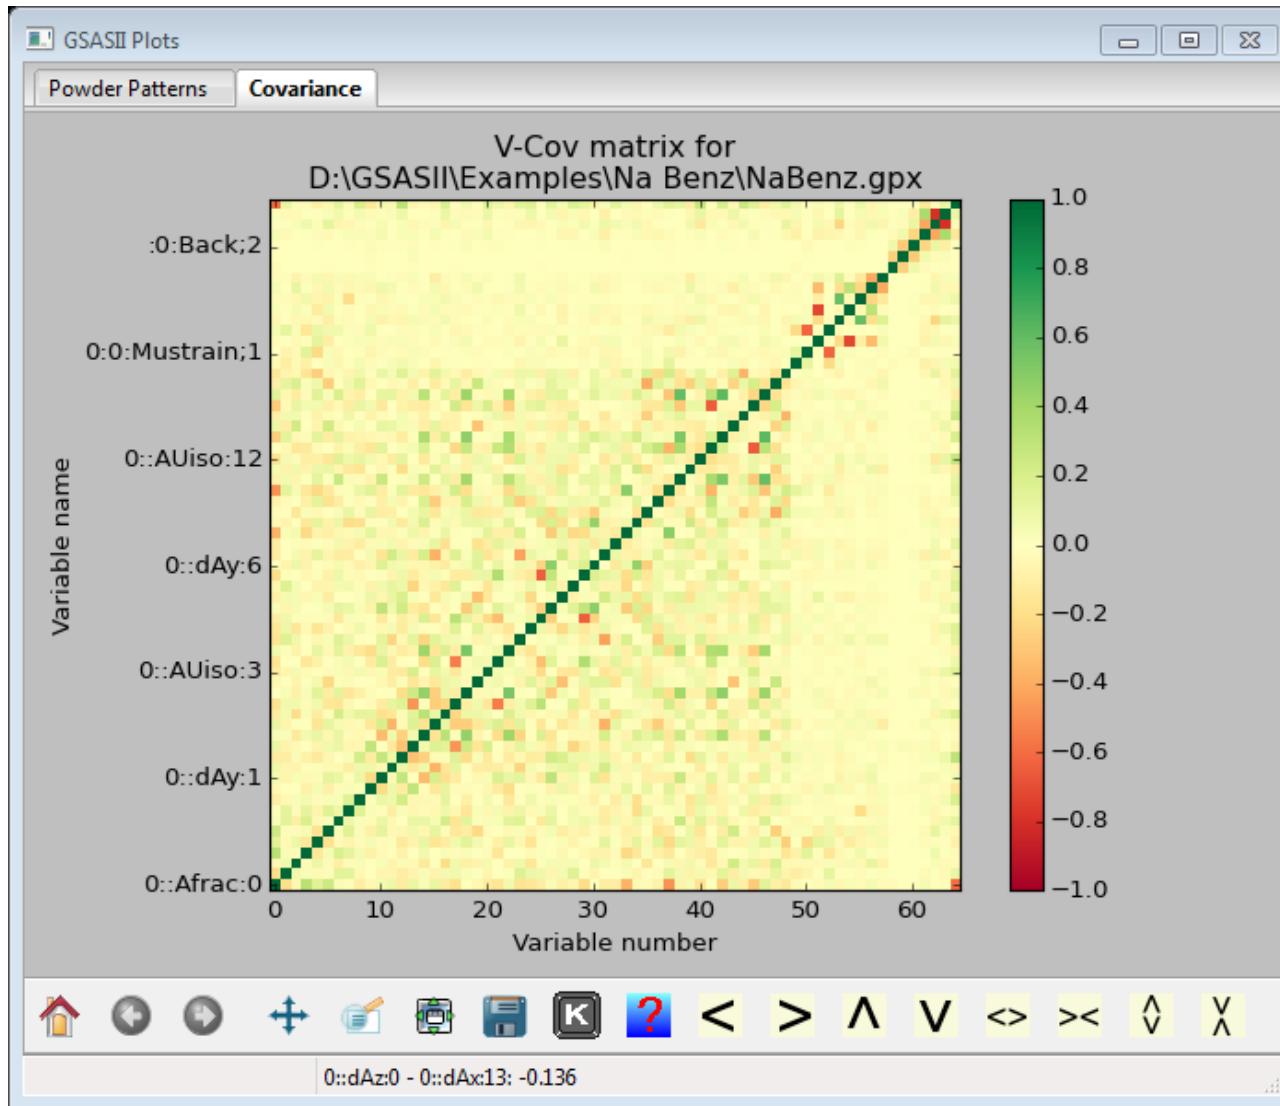 GSASII Plots
Powder Patterns
Covariance
V-Cov matrix for
D:\GSASII\Examples\Na Benz\NaBenz.gpx
Variable name
:0:Back;2
0:0:Mustrain;1
0::AUiso:12
0::dAy:6
0::AUiso:3
0::dAy:1
0::Afrac:0
0 10 20 30 40 50 60
Variable number
1.0
0.8
0.6
0.4
0.2
0.0
−0.2
−0.4
−0.6
−0.8
−1.0
K ? < > Λ V <> >< 
0::dAz:0 - 0::dAx:13: -0.136